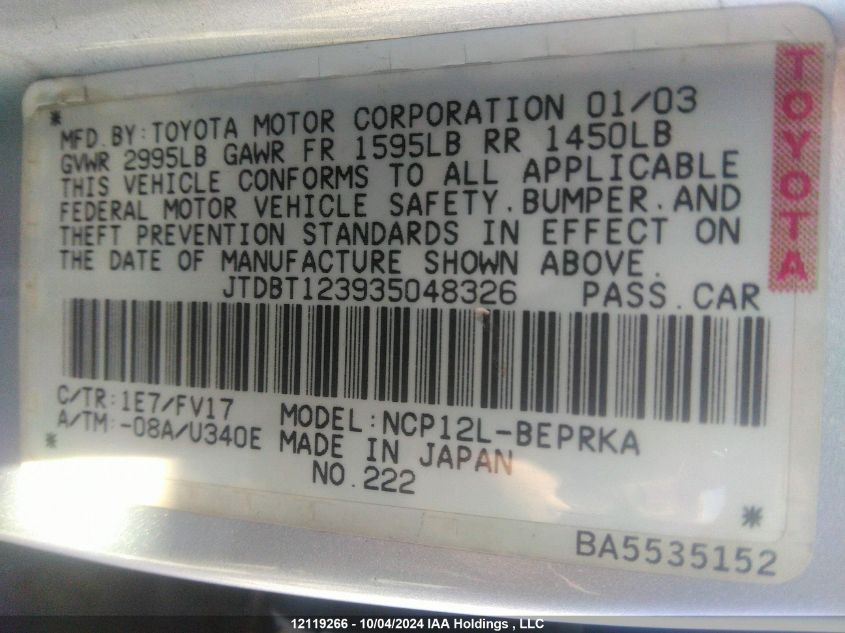 MFD.BY:TOYOTA MOTOR CORPORATION 01/03
GVWR 2995LB GAWR FR 1595LB RR 1450LB
THIS VEHICLE CONFORMS TO ALL APPLICABLE
FEDERAL MOTOR VEHICLE SAFETY.BUMPER.AND
THEFT PREVENTION STANDARDS IN EFFECT ON
THE DATE OF MANUFACTURE SHOWN ABOVE.
JTDBT123935048326 PASS.CAR
TOYOTA
C/TR:1E7/FV17
A/TM:-08A/U340E
MODEL:NCP12L-BEPRKA
MADE IN JAPAN
NO.222
BA5535152
12119266 - 10/04/2024 IAA Holdings , LLC